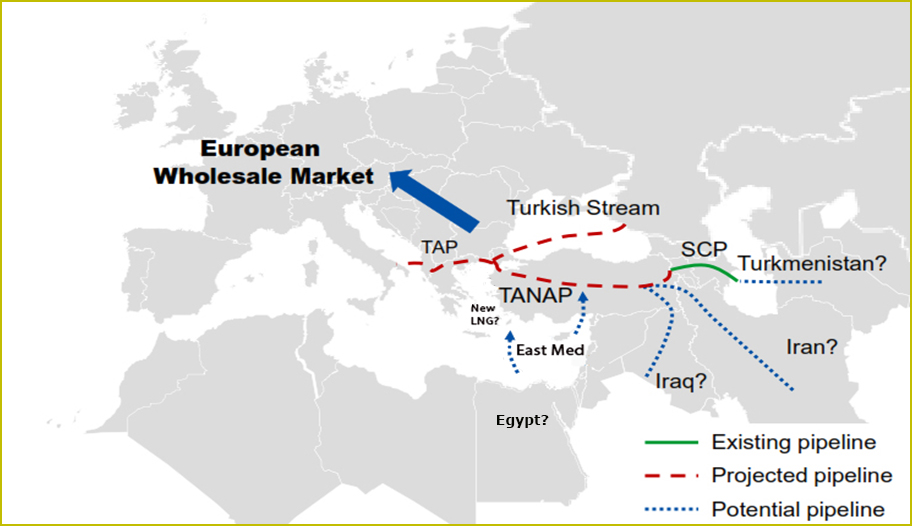 European
Wholesale Market
Turkish Stream
TAP
SCP
Turkmenistan?
TANAP
New
LNG?
East Med
Iran?
Iraq?
Egypt?
Existing pipeline
Projected pipeline
Potential pipeline